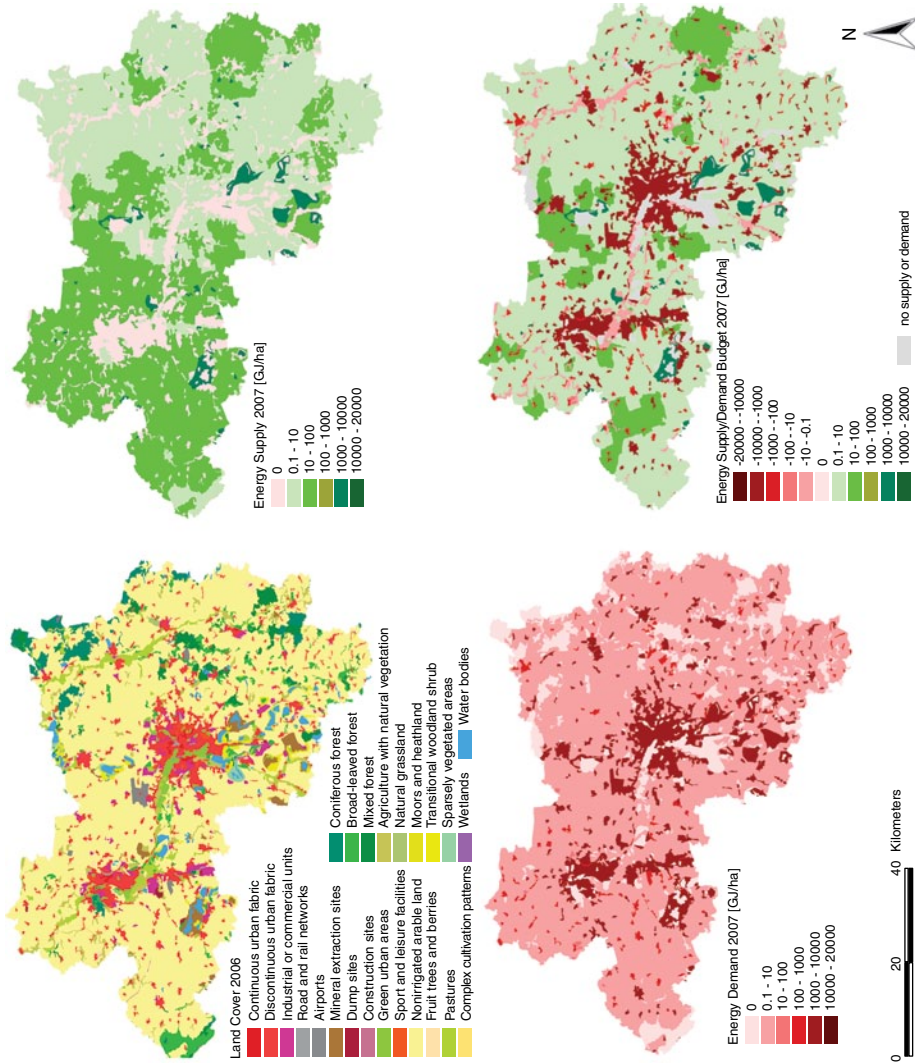 Land Cover 2006
Continuous urban fabric
Discontinuous urban fabric
Industrial or commercial units
Road and rail networks
Airports
Mineral extraction sites
Dump sites
Construction sites
Green urban areas
Sport and leisure facilities
Nonirrigated arable land
Fruit trees and berries
Pastures
Complex cultivation patterns
Coniferous forest
Broad-leaved forest
Mixed forest
Agriculture with natural vegetation
Natural grassland
Moors and heathland
Transitional woodland shrub
Sparsely vegetated areas
Wetlands
Water bodies
Energy Supply 2007 [GJ/ha]
0
0.1 - 10
10 - 100
100 - 1000
1000 - 10000
10000 - 20000
Energy Demand 2007 [GJ/ha]
0
0.1 - 10
10 - 100
100 - 1000
1000 - 10000
10000 - 20000
0 20 40 Kilometers
Energy Supply/Demand Budget 2007 [GJ/ha]
-20000 - -10000
-10000 - -1000
-1000 - -100
-100 - -10
-10 - -0.1
0
0.1 - 10
10 - 100
100 - 1000
1000 - 10000
10000 - 20000
no supply or demand
N